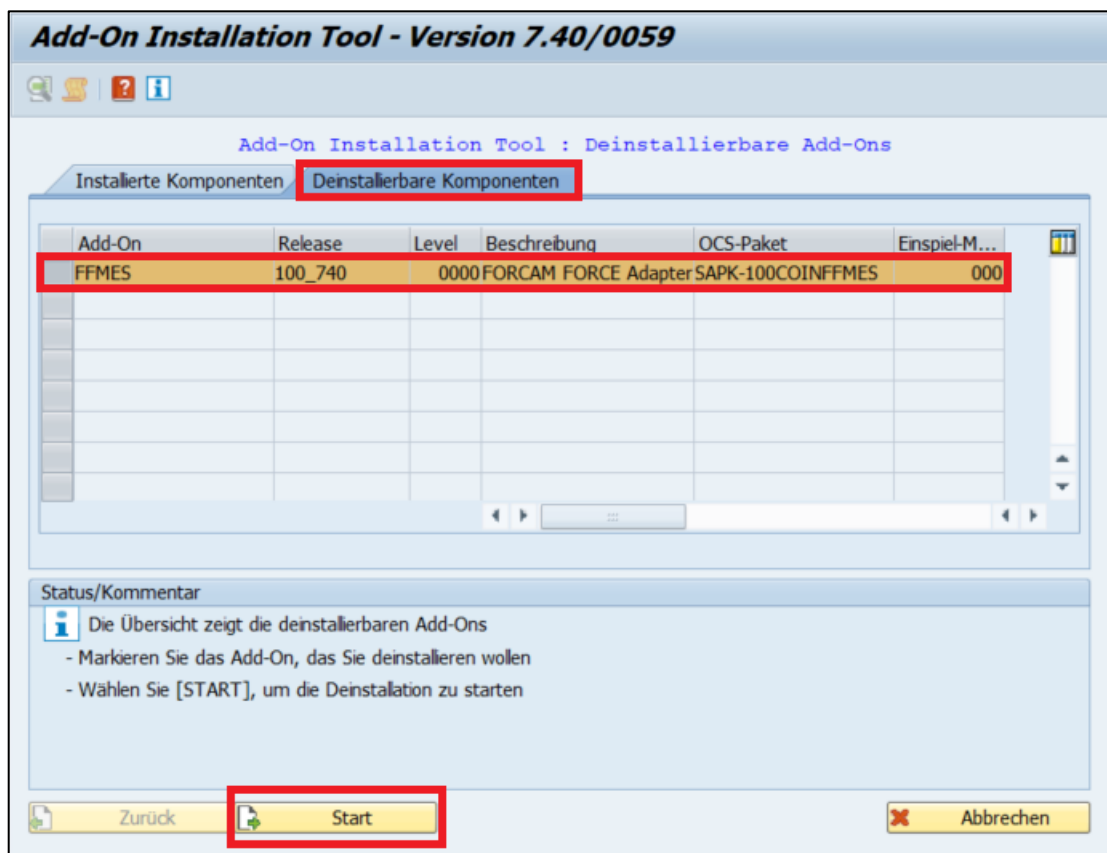 Add-On Installation Tool - Version 7.40/0059
Add-On Installation Tool : Deinstallierbare Add-Ons
Installierte Komponenten Deinstallierbare Komponenten
Add-On Release Level Beschreibung OCS-Paket Einspiel-M...
FFMES 100_740 0000 FORCAM FORCE Adapter SAPK-100COINFFMES 000
Status/Kommentar
Die Übersicht zeigt die deinstallierbaren Add-Ons
- Markieren Sie das Add-On, das Sie deinstallieren wollen
- Wählen Sie [START], um die Deinstallation zu starten
Zurück Start Abbrechen